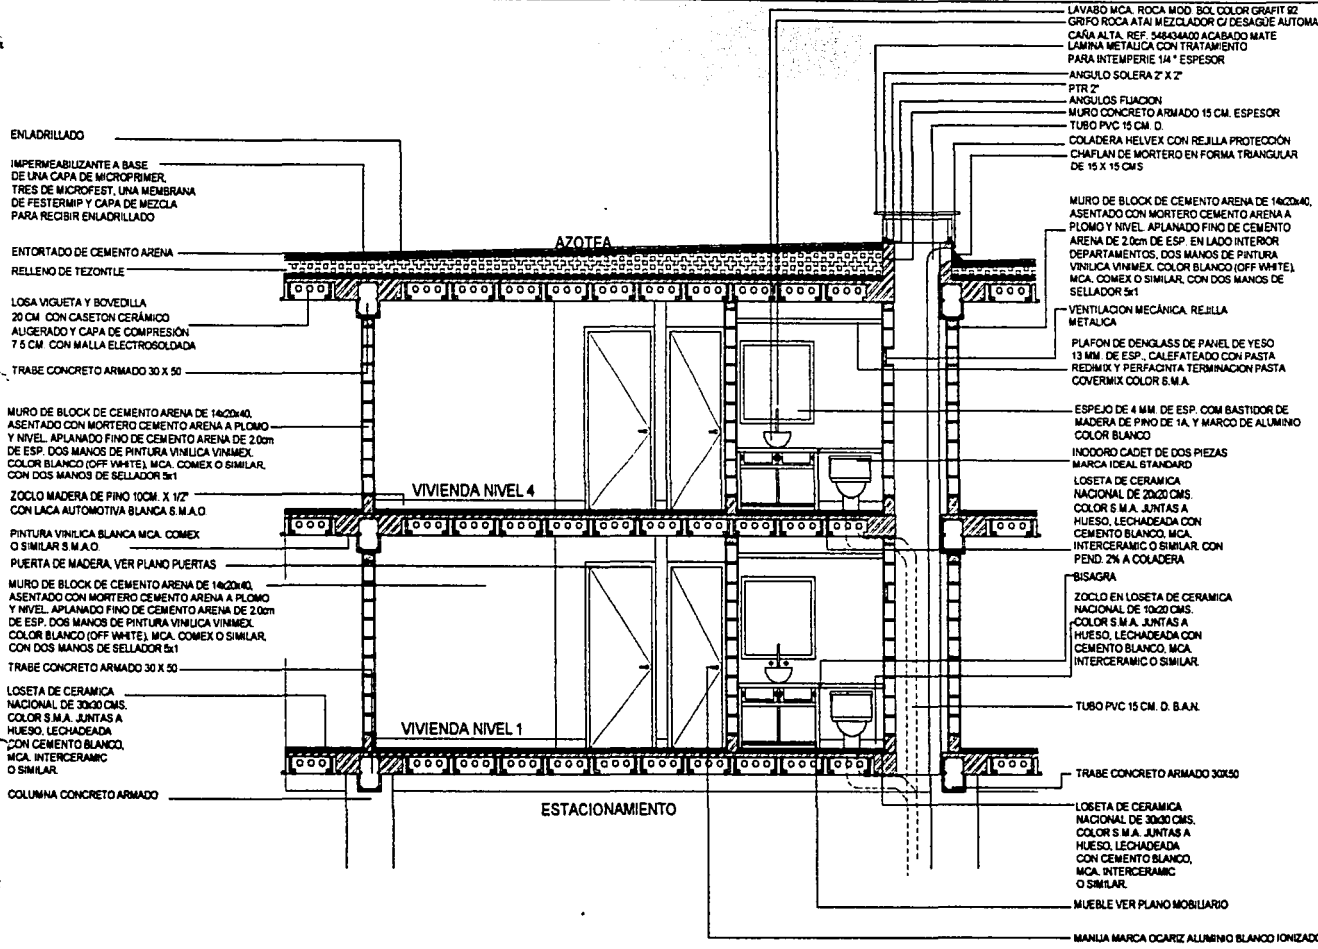 ENLADRILLADO
IMPERMEABILIZANTE A BASE
DE UNA CAPA DE MICROPRIMER,
TRES DE MICROFEST, UNA MEMBRANA
DE FESTERMIP Y CAPA DE MEZCLA
PARA RECIBIR ENLADRILLADO
ENTORTADO DE CEMENTO ARENA
RELLENO DE TEZONTLE
LOSA VIGUETA Y BOVEDILLA
20 CM CON CASETON CERÁMICO
ALIGERADO Y CAPA DE COMPRESIÓN
7.5 CM. CON MALLA ELECTROSOLDADA
TRABE CONCRETO ARMADO 30 X 50
MURO DE BLOCK DE CEMENTO ARENA DE 14x20x40,
ASENTADO CON MORTERO CEMENTO ARENA A PLOMO
Y NIVEL. APLANADO FINO DE CEMENTO ARENA DE 2.0cm
DE ESP. DOS MANOS DE PINTURA VINILICA VINIMEX.
COLOR BLANCO (OFF WHITE), MCA. COMEX O SIMILAR,
CON DOS MANOS DE SELLADOR 5x1
ZOCLO MADERA DE PINO 10CM. X 1/2"
CON LACA AUTOMOTIVA BLANCA S.M.A.O.
PINTURA VINILICA BLANCA MCA. COMEX
O SIMILAR S.M.A.O.
PUERTA DE MADERA, VER PLANO PUERTAS
MURO DE BLOCK DE CEMENTO ARENA DE 14x20x40,
ASENTADO CON MORTERO CEMENTO ARENA A PLOMO
Y NIVEL. APLANADO FINO DE CEMENTO ARENA DE 2.0cm
DE ESP. DOS MANOS DE PINTURA VINILICA VINIMEX.
COLOR BLANCO (OFF WHITE), MCA. COMEX O SIMILAR,
CON DOS MANOS DE SELLADOR 5x1
TRABE CONCRETO ARMADO 30 X 50
LOSETA DE CERAMICA
NACIONAL DE 30x30 CMS.
COLOR S.M.A. JUNTAS A
HUESO, LECHADEADA
CON CEMENTO BLANCO,
MCA. INTERCERAMIC
O SIMILAR.
COLUMNA CONCRETO ARMADO
AZOTEA
VIVIENDA NIVEL 4
VIVIENDA NIVEL 1
ESTACIONAMIENTO
LAVABO MCA. ROCA MOD. BOL COLOR GRAFIT 92
GRIFO ROCA ATAI MEZCLADOR C/ DESAGÜE AUTOMA
CAÑA ALTA, REF. 548434A00 ACABADO MATE
LAMINA METALICA CON TRATAMIENTO
PARA INTEMPERIE 1/4" ESPESOR
ANGULO SOLERA 2" X 2"
PTR 2"
ANGULOS FIJACION
MURO CONCRETO ARMADO 15 CM. ESPESOR
TUBO PVC 15 CM. D.
COLADERA HELVEX CON REJILLA PROTECCIÓN
CHAFLAN DE MORTERO EN FORMA TRIANGULAR
DE 15 X 15 CMS
MURO DE BLOCK DE CEMENTO ARENA DE 14x20x40,
ASENTADO CON MORTERO CEMENTO ARENA A
PLOMO Y NIVEL. APLANADO FINO DE CEMENTO
ARENA DE 2.0cm DE ESP. EN LADO INTERIOR
DEPARTAMENTOS, DOS MANOS DE PINTURA
VINILICA VINIMEX. COLOR BLANCO (OFF WHITE),
MCA. COMEX O SIMILAR, CON DOS MANOS DE
SELLADOR 5x1
VENTILACION MECÁNICA. REJILLA
METALICA
PLAFON DE DENGLASS DE PANEL DE YESO
13 MM. DE ESP., CALEFATEADO CON PASTA
REDIMIX Y PERFACINTA TERMINACION PASTA
COVERMIX COLOR S.M.A.
ESPEJO DE 4 MM. DE ESP. COM BASTIDOR DE
MADERA DE PINO DE 1A, Y MARCO DE ALUMINIO
COLOR BLANCO
INODORO CADET DE DOS PIEZAS
MARCA IDEAL STANDARD
LOSETA DE CERAMICA
NACIONAL DE 20x20 CMS.
COLOR S.M.A. JUNTAS A
HUESO, LECHADEADA CON
CEMENTO BLANCO, MCA.
INTERCERAMIC O SIMILAR. CON
PEND. 2% A COLADERA
BISAGRA
ZOCLO EN LOSETA DE CERAMICA
NACIONAL DE 10x20 CMS.
COLOR S.M.A. JUNTAS A
HUESO, LECHADEADA CON
CEMENTO BLANCO, MCA.
INTERCERAMIC O SIMILAR.
TUBO PVC 15 CM. D. B.A.N.
TRABE CONCRETO ARMADO 30X50
LOSETA DE CERAMICA
NACIONAL DE 30x30 CMS.
COLOR S.M.A. JUNTAS A
HUESO, LECHADEADA
CON CEMENTO BLANCO,
MCA. INTERCERAMIC
O SIMILAR.
MUEBLE VER PLANO MOBILIARIO
MANIJA MARCA OCARIZ ALUMINIO BLANCO IONIZADO